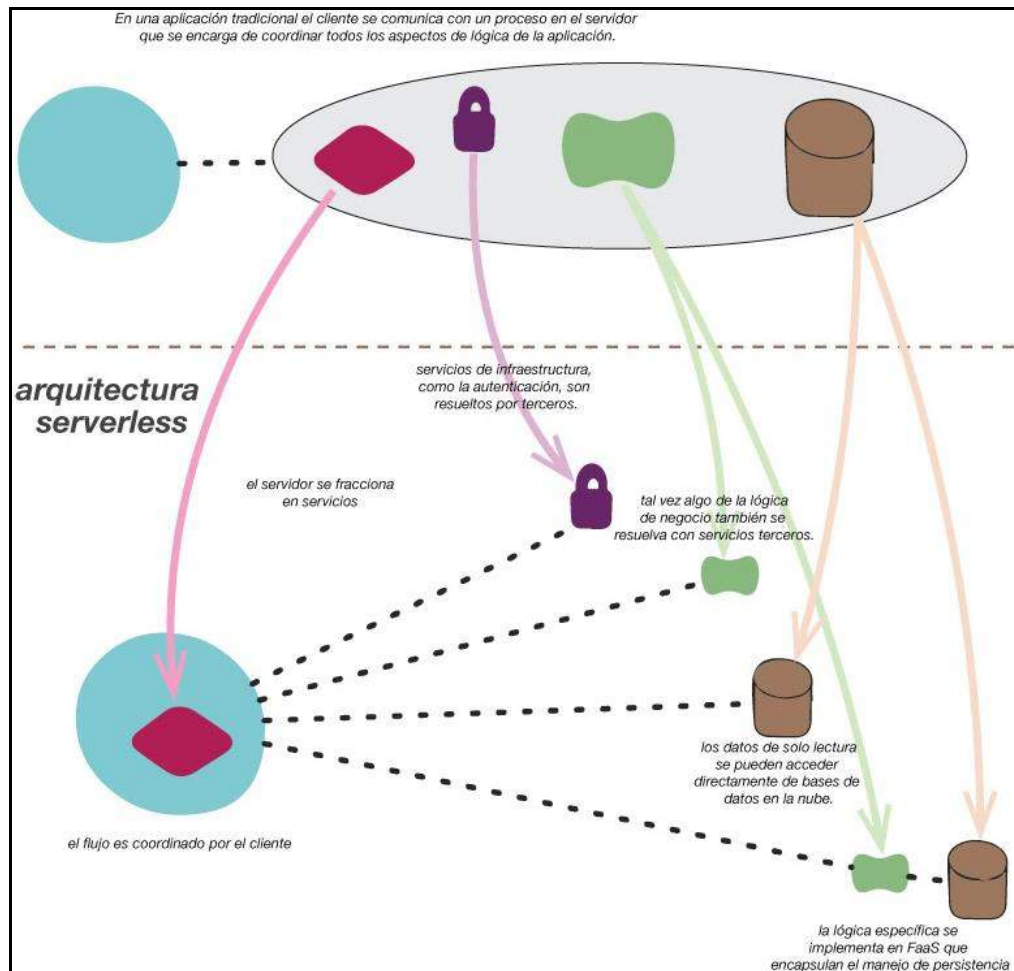 En una aplicación tradicional el cliente se comunica con un proceso en el servidor
que se encarga de coordinar todos los aspectos de lógica de la aplicación.
arquitectura
serverless
servicios de infraestructura,
como la autenticación, son
resueltos por terceros.
el servidor se fracciona
en servicios
tal vez algo de la lógica
de negocio también se
resuelva con servicios terceros.
los datos de solo lectura
se pueden acceder
directamente de bases de
datos en la nube.
el flujo es coordinado por el cliente
la lógica específica se
implementa en FaaS que
encapsulan el manejo de persistencia